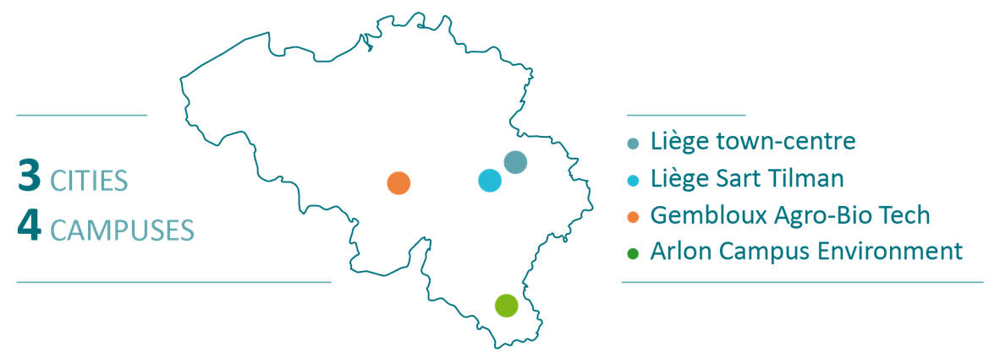 3 CITIES
4 CAMPUSES
Liège town-centre
Liège Sart Tilman
Gembloux Agro-Bio Tech
Arlon Campus Environment